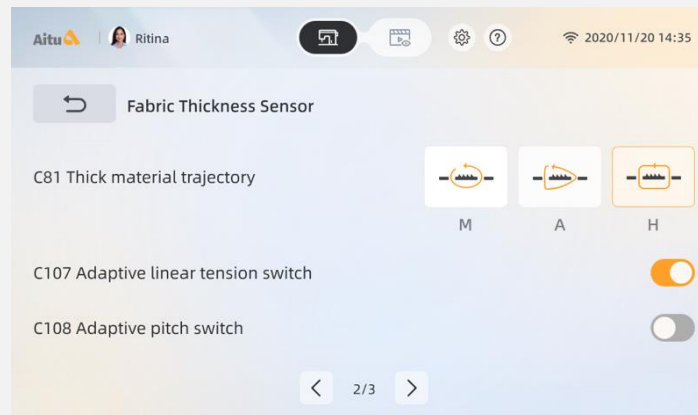 Aitu Ritina 2020/11/20 14:35
Fabric Thickness Sensor
C81 Thick material trajectory
M A H
C107 Adaptive linear tension switch
C108 Adaptive pitch switch
2/3